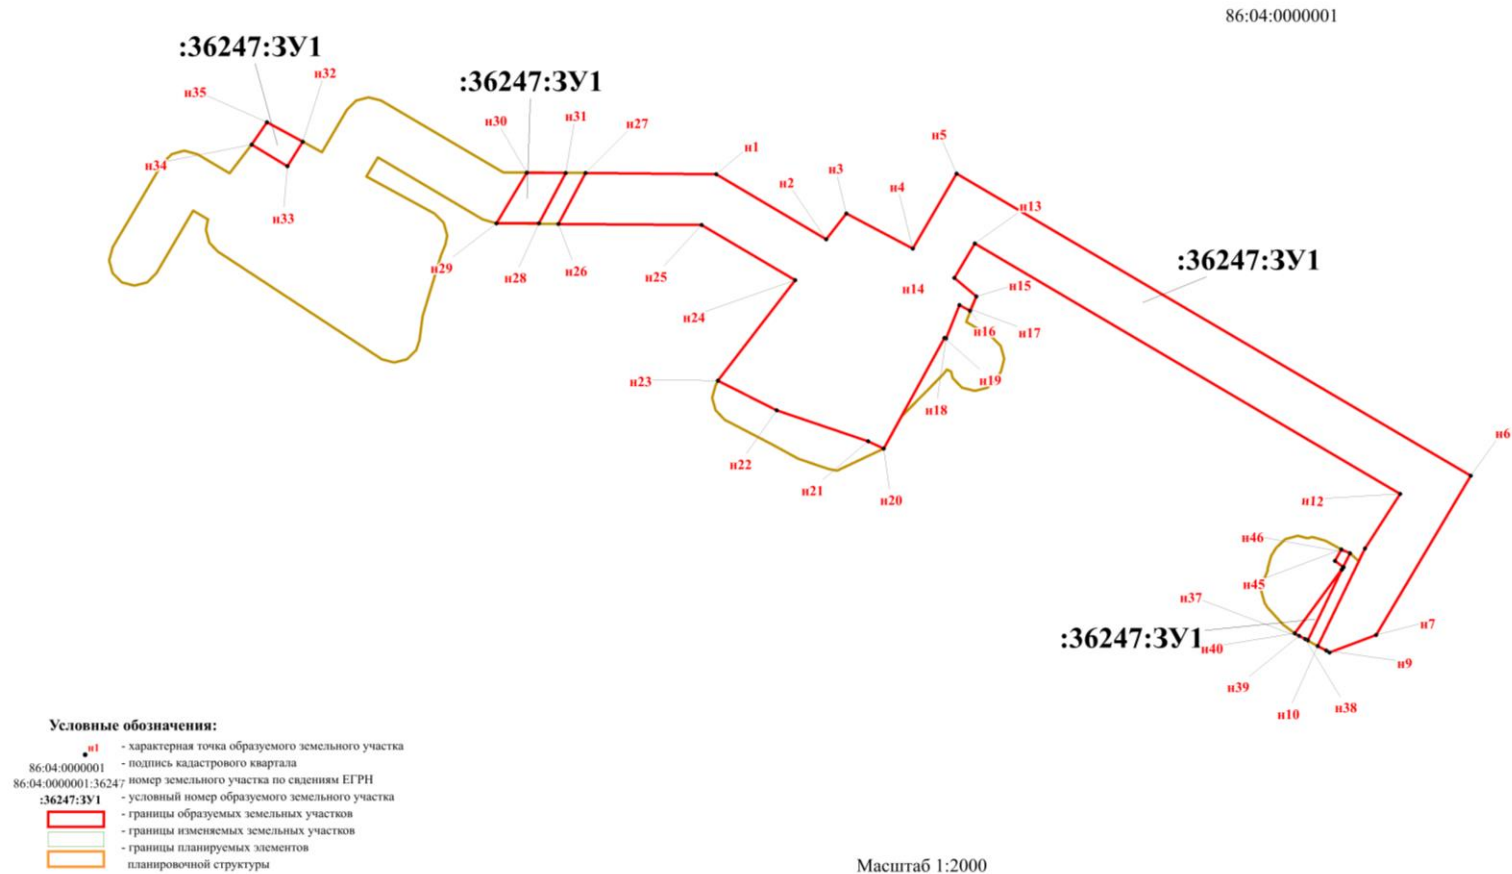 86:04:0000001
:36247:ЗУ1
н32
:36247:ЗУ1
н35
н30
н31
н27
н5
н1
н34
н3
н2
н4
н33
н13
:36247:ЗУ1
н29
н28
н26
н25
н14
н15
н24
н16
н17
н23
н19
н18
н6
н22
н21
н20
н12
н46
н45
н37
н7
:36247:ЗУ1
н40
н9
н39
н10
н38
Условные обозначения:
н1 - характерная точка образуемого земельного участка
86:04:0000001 - подпись кадастрового квартала
86:04:0000001:36247 - номер земельного участка по свдениям ЕГРН
:36247:ЗУ1 - условный номер образуемого земельного участка
- границы образуемых земельных участков
- границы изменяемых земельных участков
- границы планируемых элементов
планировочной структуры
Масштаб 1:2000